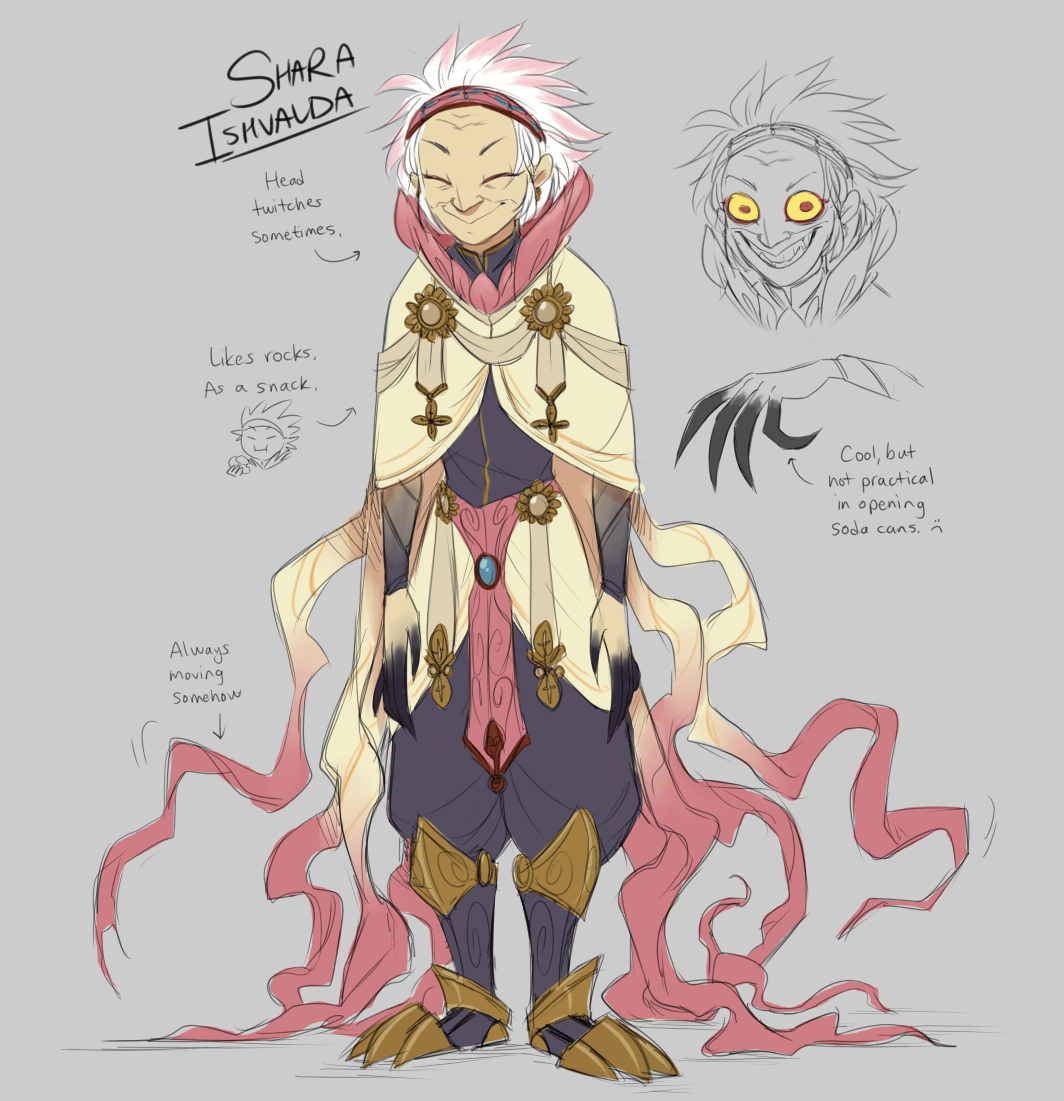 SHARA
ISHVALDA
Head
twitches
sometimes.
Likes rocks.
As a snack.
Cool, but
not practical
in opening
soda cans. :(
Always
moving
somehow